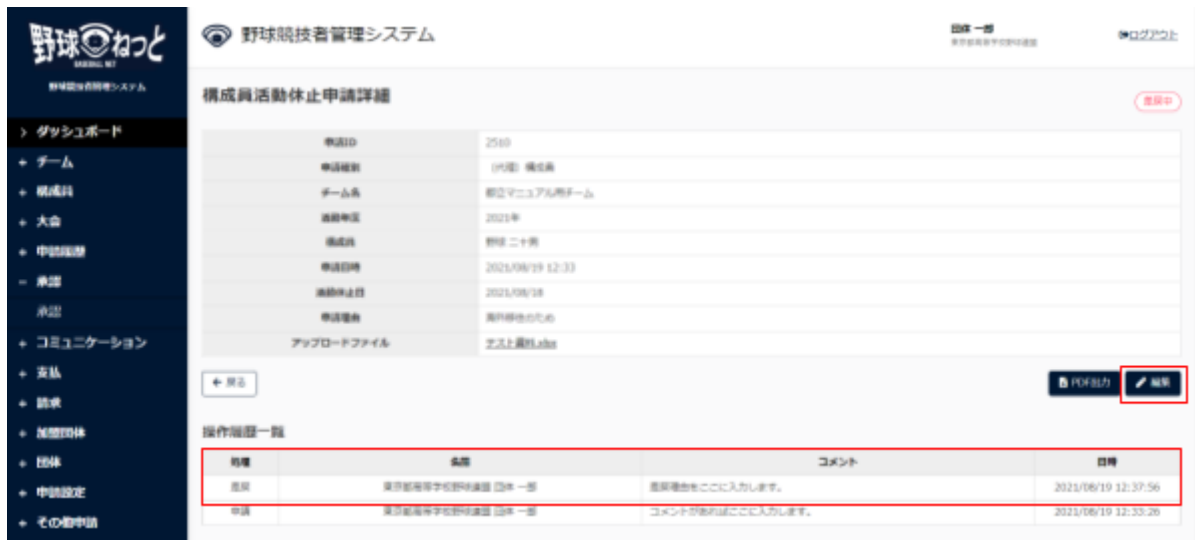 野球ねっと
BASEBALL NET
野球競技者管理システム
野球競技者管理システム
団体 一郎
東京都高等学校野球連盟
ログアウト
> ダッシュボード
+ チーム
+ 構成員
+ 大会
+ 申請履歴
- 承認
承認
+ コミュニケーション
+ 支払
+ 請求
+ 加盟団体
+ 団体
+ 申請設定
+ その他申請
構成員活動休止申請詳細
差戻中
申請ID 2510
申請種別 (代理) 構成員
チーム名 都立マニュアル用チーム
活動年度 2021年
構成員 野球 二十男
申請日時 2021/08/19 12:33
活動休止日 2021/08/18
申請理由 海外移住のため
アップロードファイル テスト資料.xlsx
戻る
PDF出力
編集
操作履歴一覧
処理 名前 コメント 日時
差戻 東京都高等学校野球連盟 団体 一郎 差戻理由をここに入力します。 2021/08/19 12:37:56
申請 東京都高等学校野球連盟 団体 一郎 コメントがあればここに入力します。 2021/08/19 12:33:26